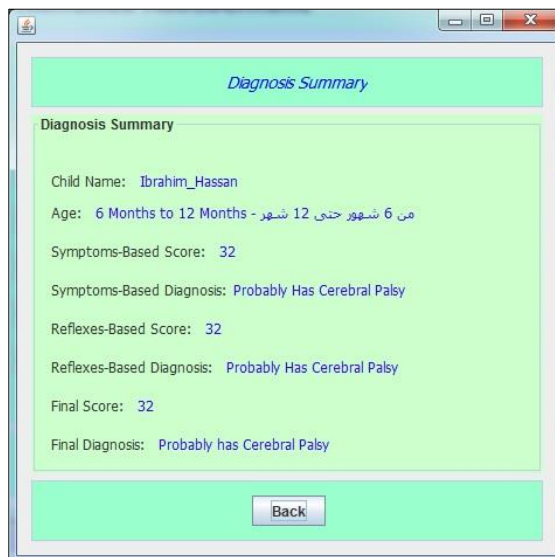 Diagnosis Summary
Diagnosis Summary
Child Name: Ibrahim_Hassan
Age: 6 Months to 12 Months - من 6 شهور حتى 12 شهر
Symptoms-Based Score: 32
Symptoms-Based Diagnosis: Probably Has Cerebral Palsy
Reflexes-Based Score: 32
Reflexes-Based Diagnosis: Probably Has Cerebral Palsy
Final Score: 32
Final Diagnosis: Probably has Cerebral Palsy
Back